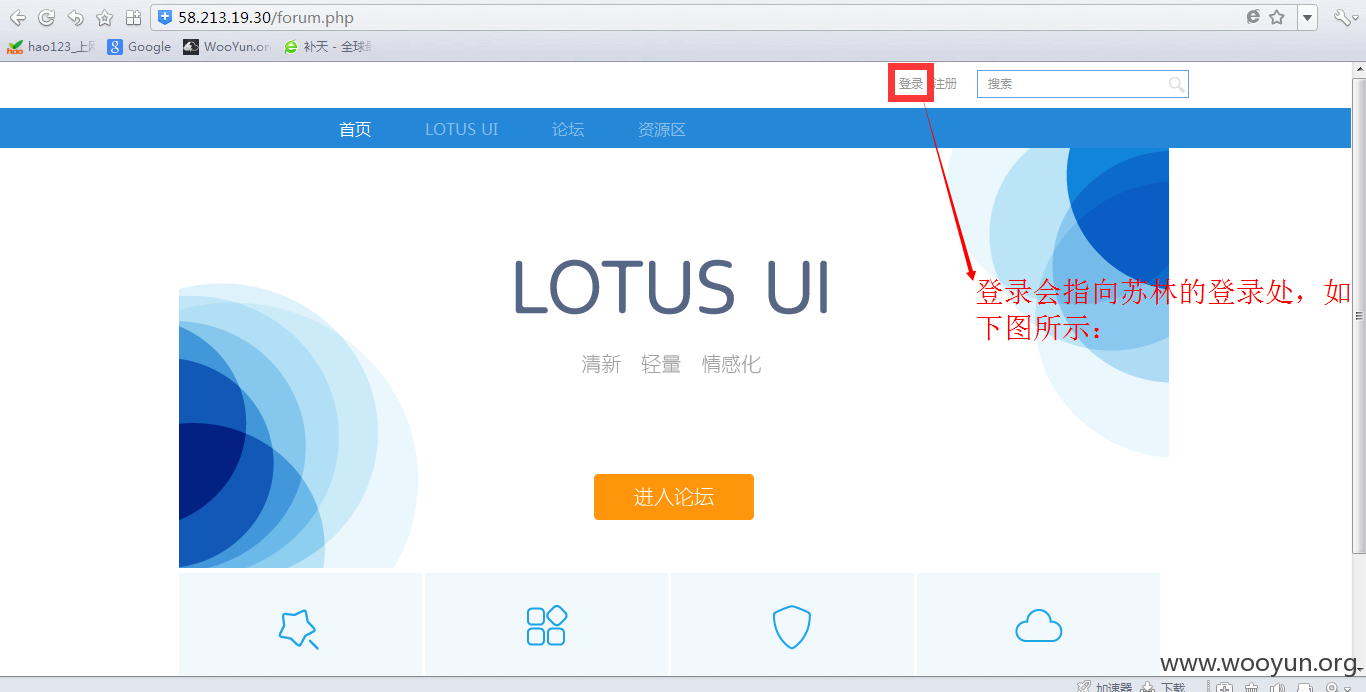 58.213.19.30/forum.php
hao123_上网
Google
WooYun.or
补天 - 全球
登录
注册
搜索
首页
LOTUS UI
论坛
资源区
LOTUS UI
登录会指向苏林的登录处，如
下图所示：
清新 轻量 情感化
进入论坛
www.wooyun.org
加速器
下载